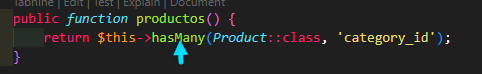 Tabnine | Edit | Test | Explain | Document
public function productos() {
return $this->hasMany(Product::class, 'category_id');
}